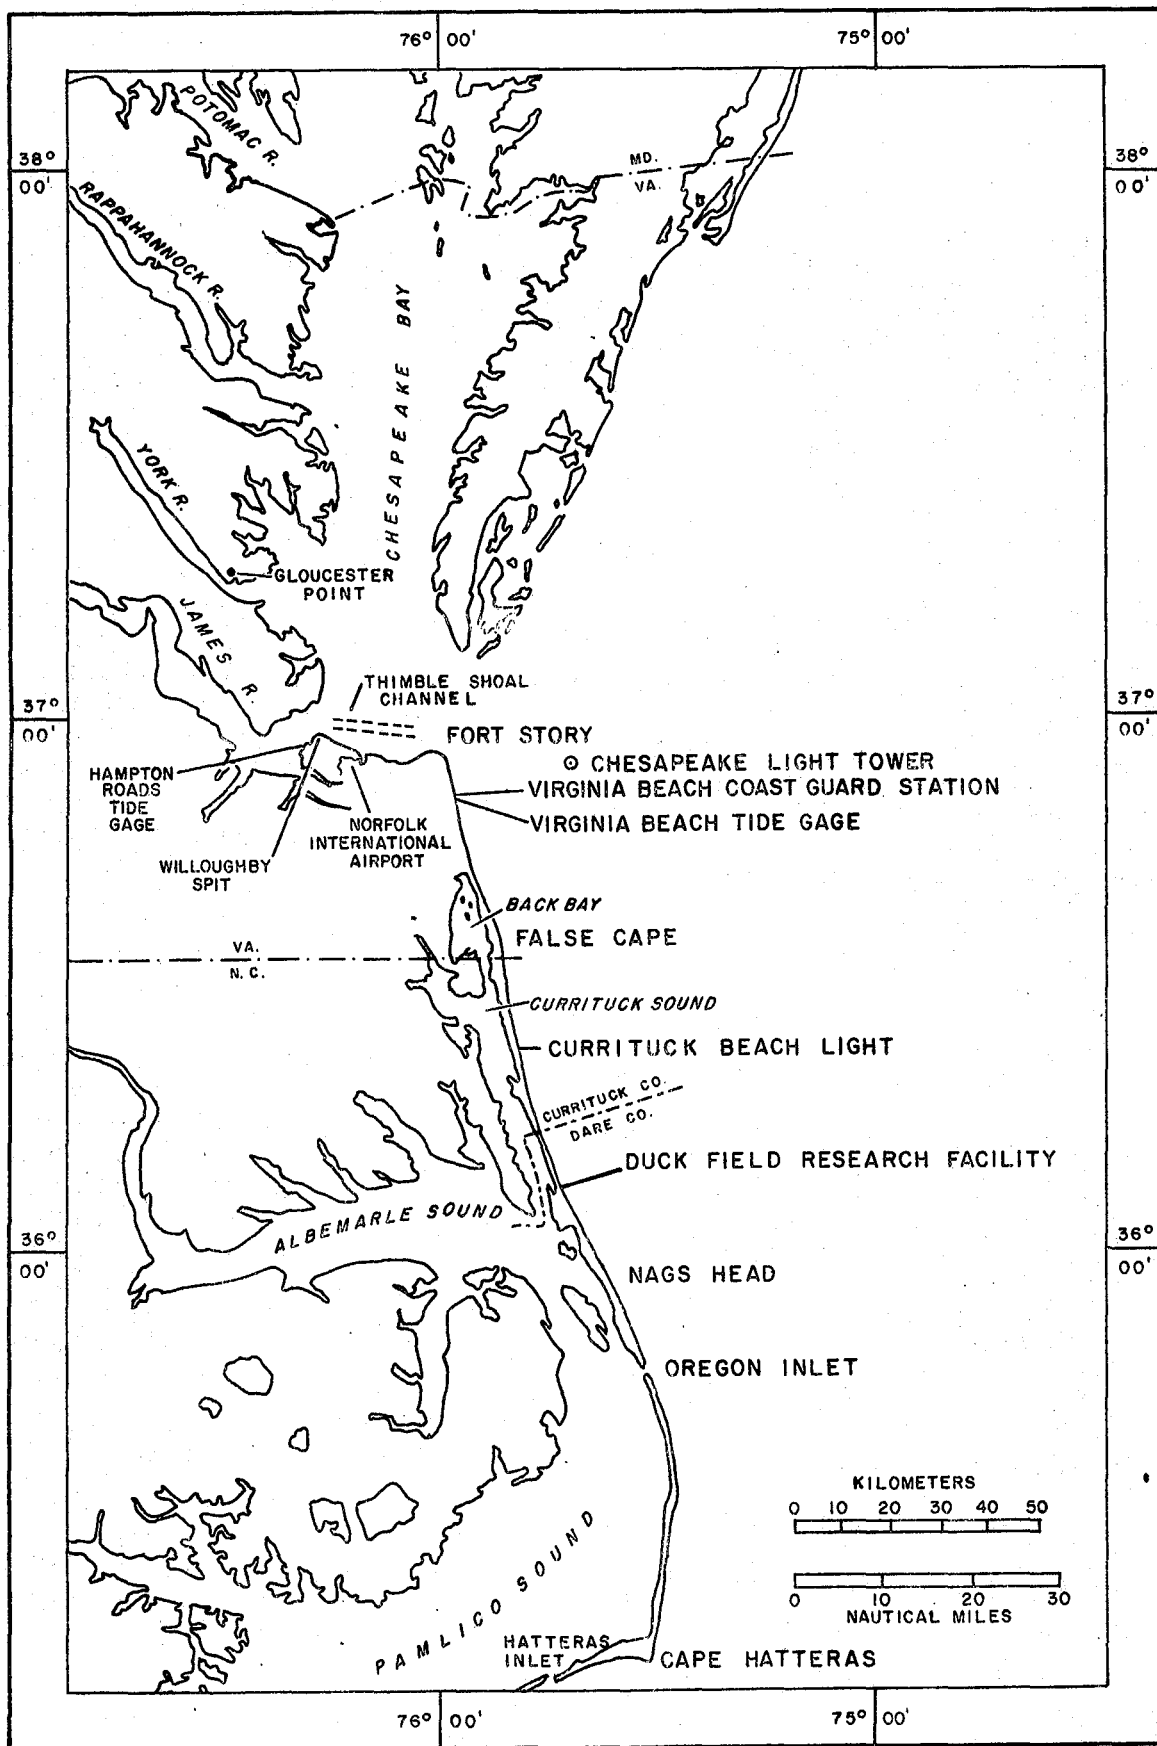 76° 00'
75° 00'
POTOMAC R.
38° 00'
MD.
VA.
38° 00'
RAPPAHANNOCK R.
CHESAPEAKE BAY
YORK R.
GLOUCESTER
POINT
JAMES R.
THIMBLE SHOAL
CHANNEL
37° 00'
37° 00'
FORT STORY
CHESAPEAKE LIGHT TOWER
VIRGINIA BEACH COAST GUARD STATION
VIRGINIA BEACH TIDE GAGE
HAMPTON
ROADS
TIDE
GAGE
NORFOLK
INTERNATIONAL
AIRPORT
WILLOUGHBY
SPIT
BACK BAY
FALSE CAPE
VA.
N.C.
CURRITUCK SOUND
CURRITUCK BEACH LIGHT
CURRITUCK CO.
DARE CO.
DUCK FIELD RESEARCH FACILITY
ALBEMARLE SOUND
36° 00'
36° 00'
NAGS HEAD
OREGON INLET
KILOMETERS
0 10 20 30 40 50
0 10 20 30
NAUTICAL MILES
PAMLICO SOUND
HATTERAS
INLET
CAPE HATTERAS
76° 00'
75° 00'